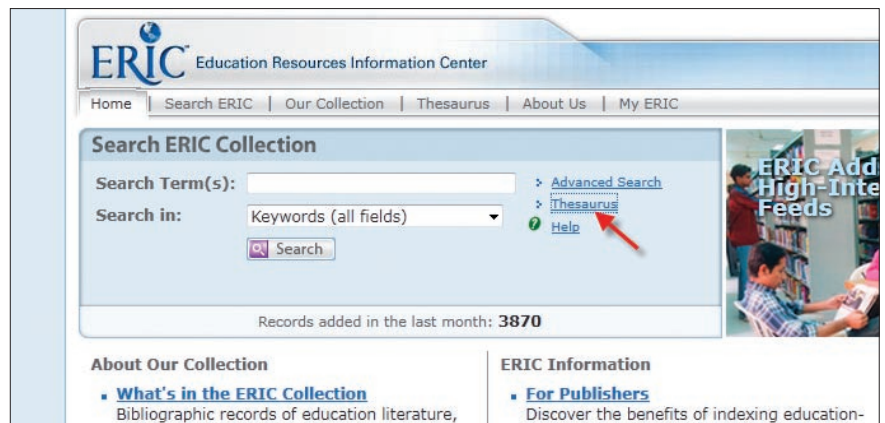 ERIC Education Resources Information Center
Home | Search ERIC | Our Collection | Thesaurus | About Us | My ERIC
Search ERIC Collection
Search Term(s):
Advanced Search
Thesaurus
Search in: Keywords (all fields)
Help
Search
Records added in the last month: 3870
ERIC Add
High-Inte
Feeds
About Our Collection
What's in the ERIC Collection
Bibliographic records of education literature,
ERIC Information
For Publishers
Discover the benefits of indexing education-